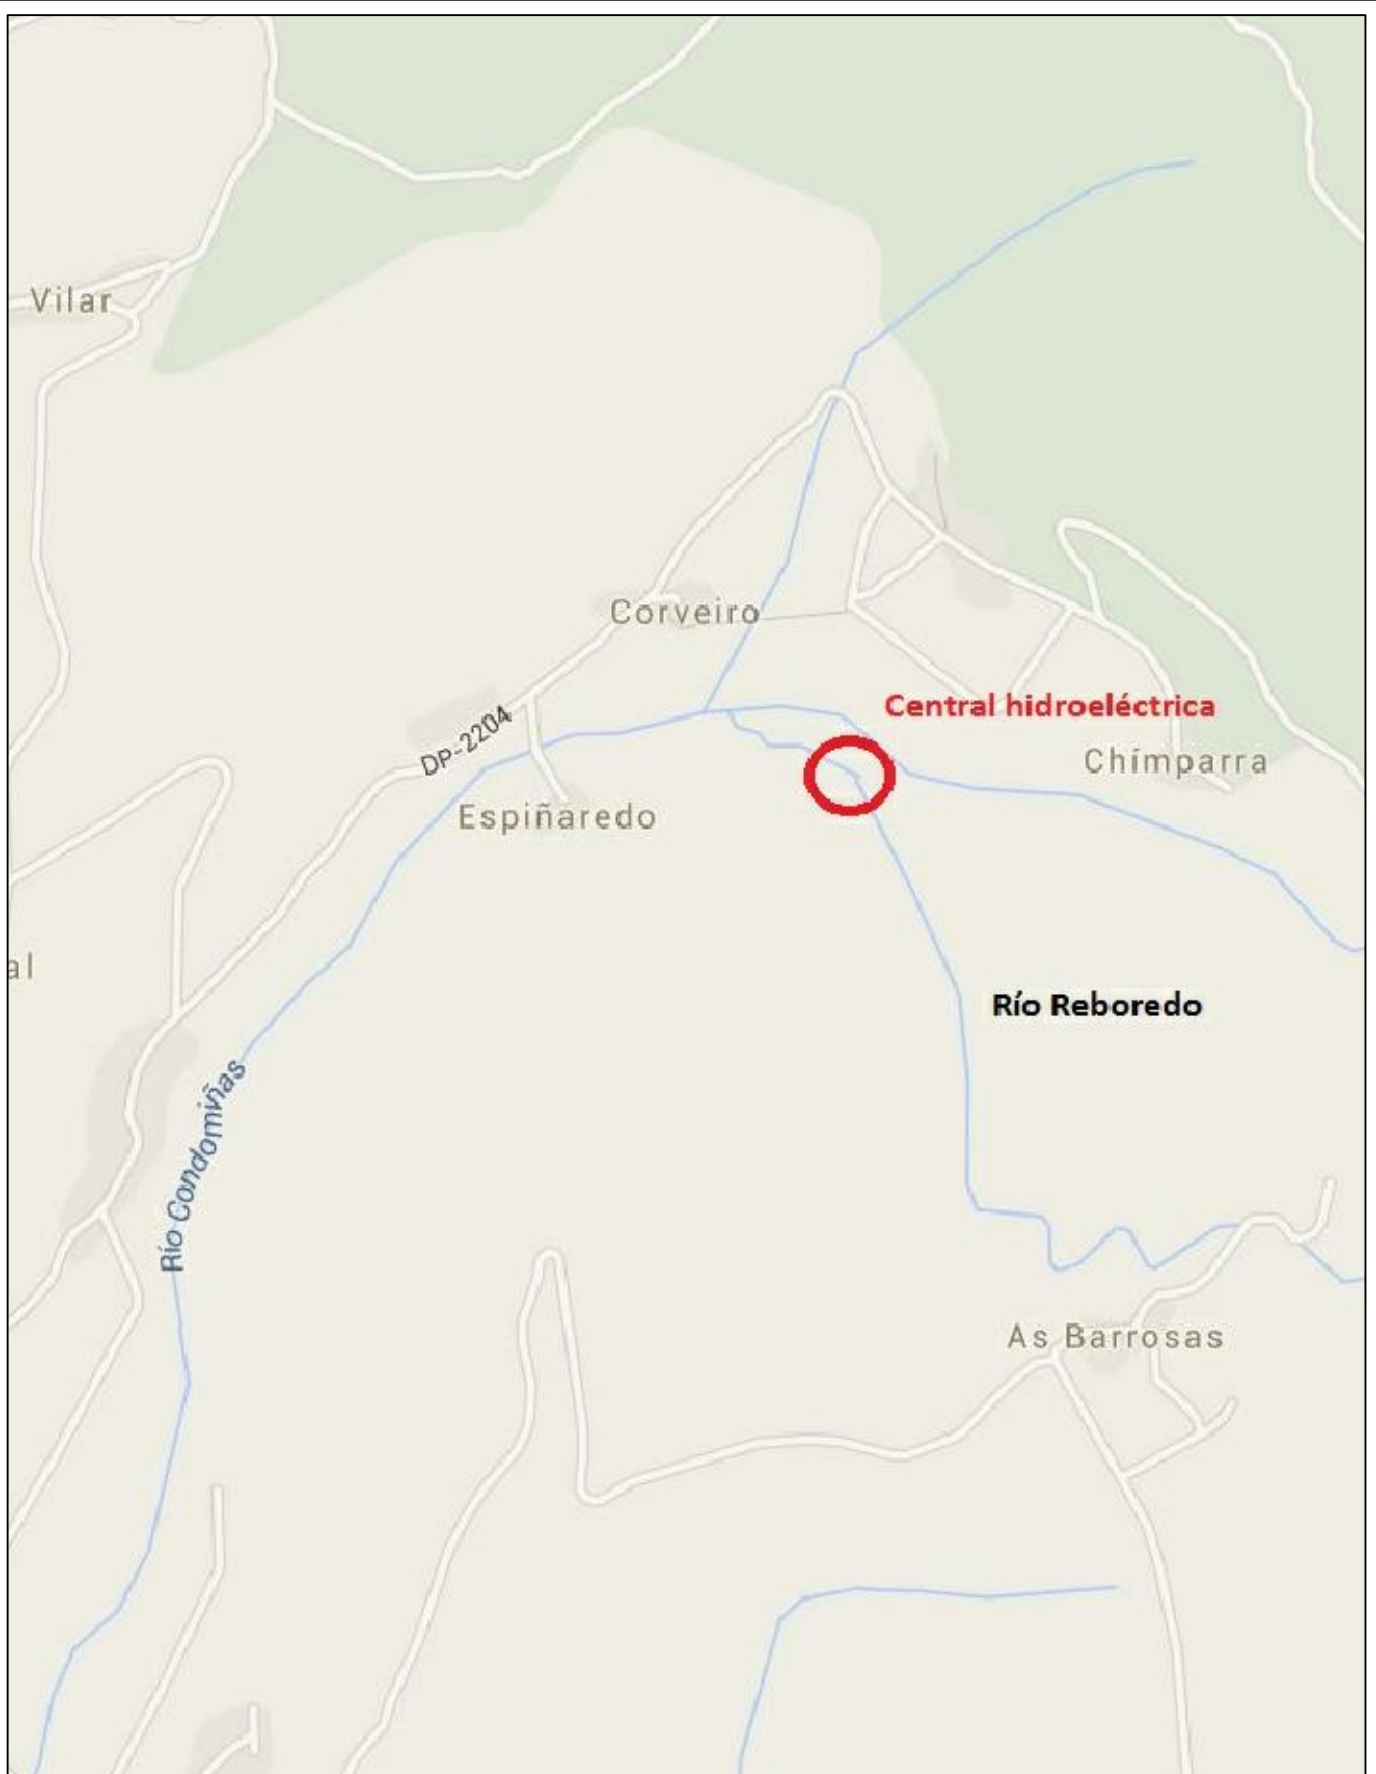 Vilar
Corveiro
Central hidroeléctrica
DP-2204
Chímparra
Espiñaredo
al
Río Reboredo
Río Condomiñas
As Barrosas